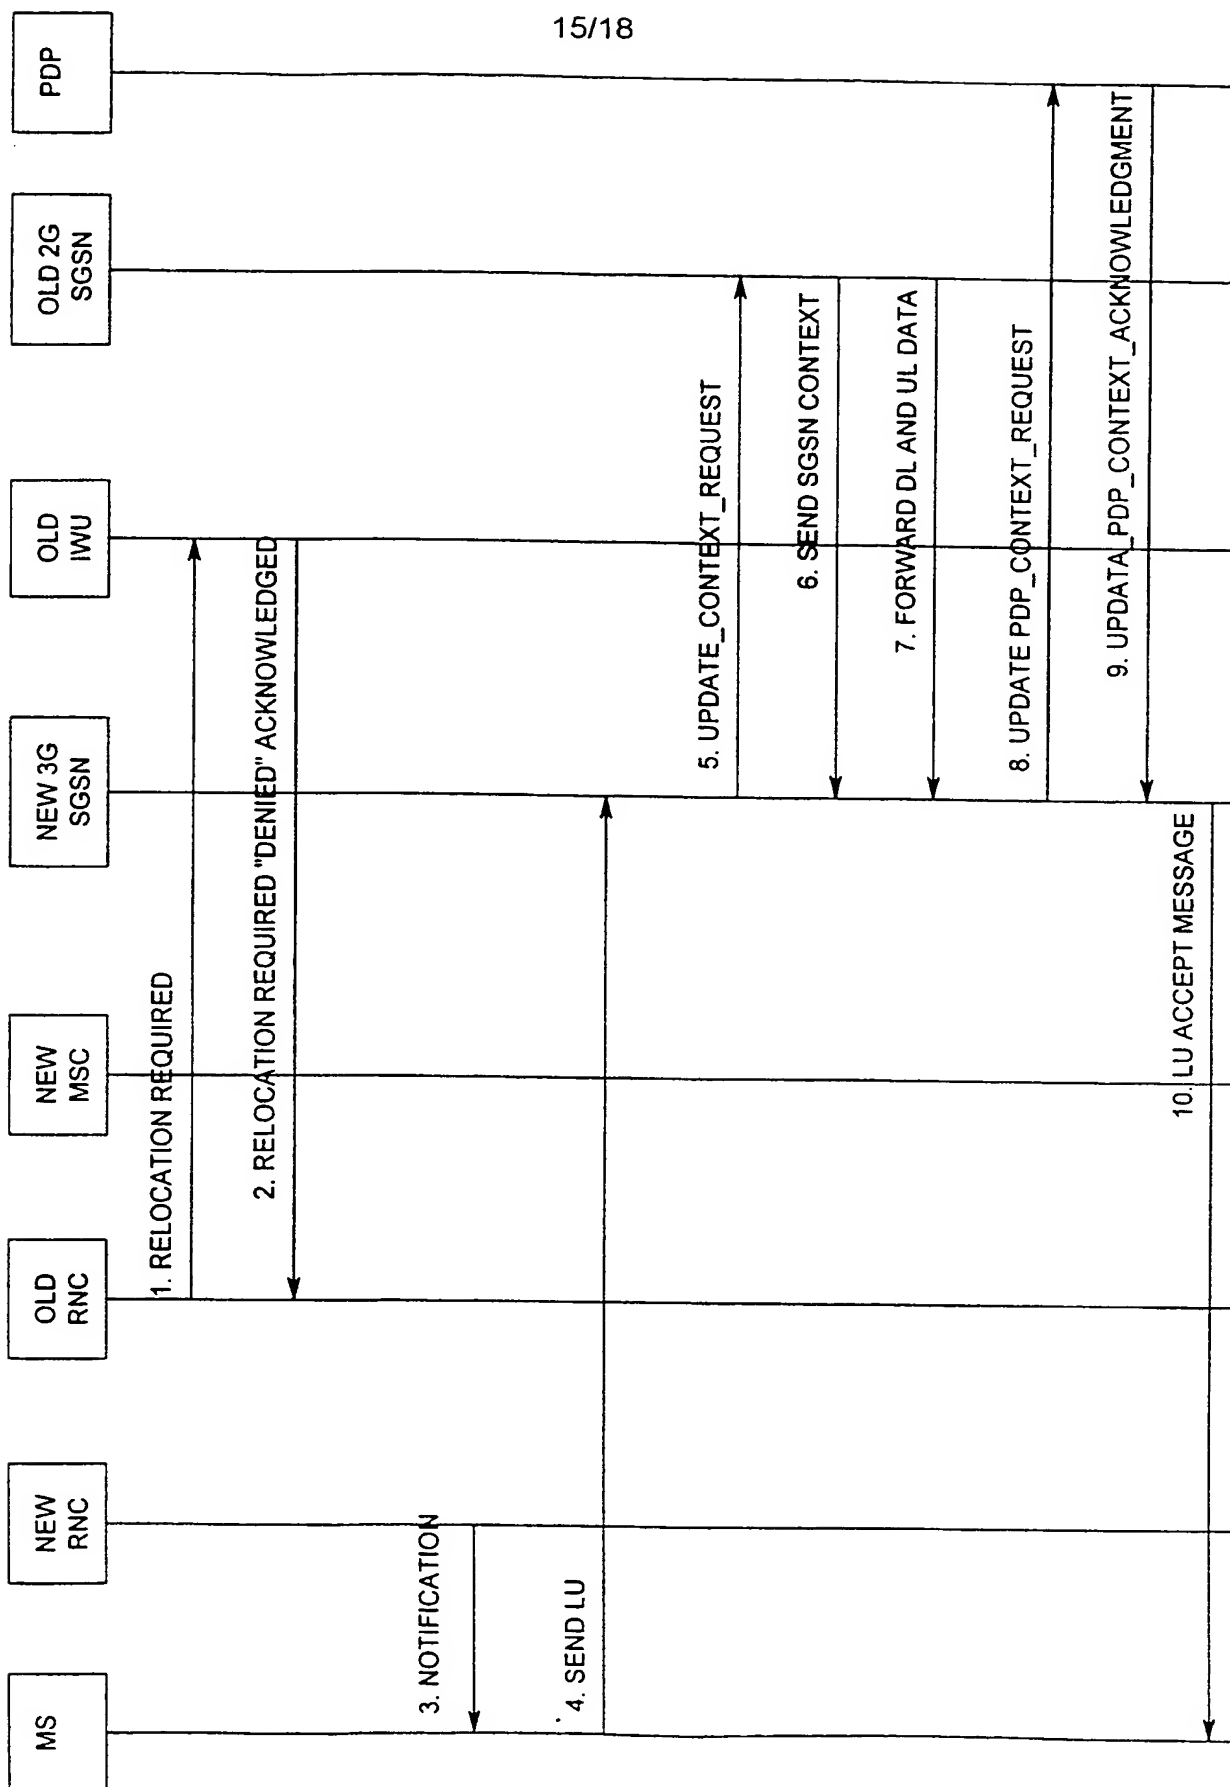 15/18
MS
NEW
RNC
OLD
RNC
NEW
MSC
NEW 3G
SGSN
OLD
IWU
OLD 2G
SGSN
PDP
1. RELOCATION REQUIRED
2. RELOCATION REQUIRED "DENIED" ACKNOWLEDGED
3. NOTIFICATION
4. SEND LU
5. UPDATE_CONTEXT_REQUEST
6. SEND SGSN CONTEXT
7. FORWARD DL AND UL DATA
8. UPDATE PDP_CONTEXT_REQUEST
9. UPDATA_PDP_CONTEXT_ACKNOWLEDGMENT
10. LU ACCEPT MESSAGE